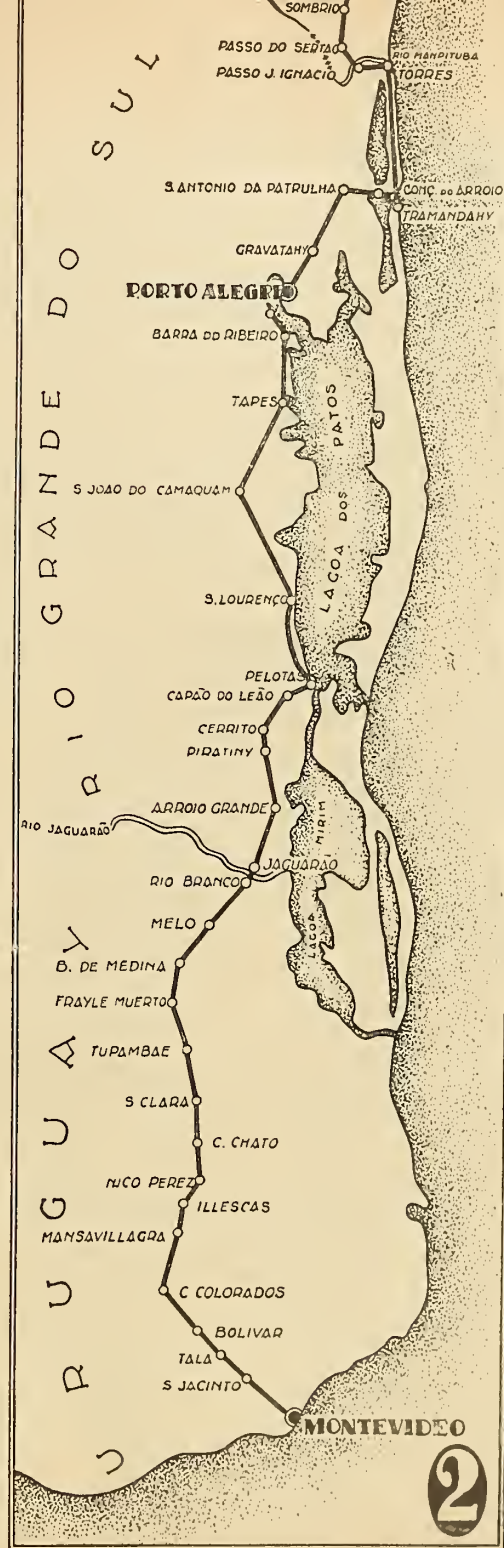 SOMBRIO
PASSO DO SERTÃO
RIO MANPITUBA
PASSO J. IGNACIO
TORRES
S. ANTONIO DA PATRULHA
CONÇ. DO ARROIO
TRAMANDAHY
GRAVATAHY
PORTO ALEGRE
BARRA DO RIBEIRO
TAPES
LAGOA DOS PATOS
S JOAO DO CAMAQUAM
S. LOURENÇO
PELOTAS
CAPÃO DO LEÃO
CERRITO
PIRATINY
ARROIO GRANDE
RIO JAGUARÃO
JAGUARÃO
LAGOA MIRIM
RIO BRANCO
MELO
B. DE MEDINA
FRAYLE MUERTO
TUPAMBAE
S CLARA
C. CHATO
NICO PEREZ
ILLESCAS
MANSAVILLAGRA
C COLORADOS
BOLIVAR
TALA
S JACINTO
MONTEVIDEO
RIO GRANDE DO SUL
URUGUAY
2